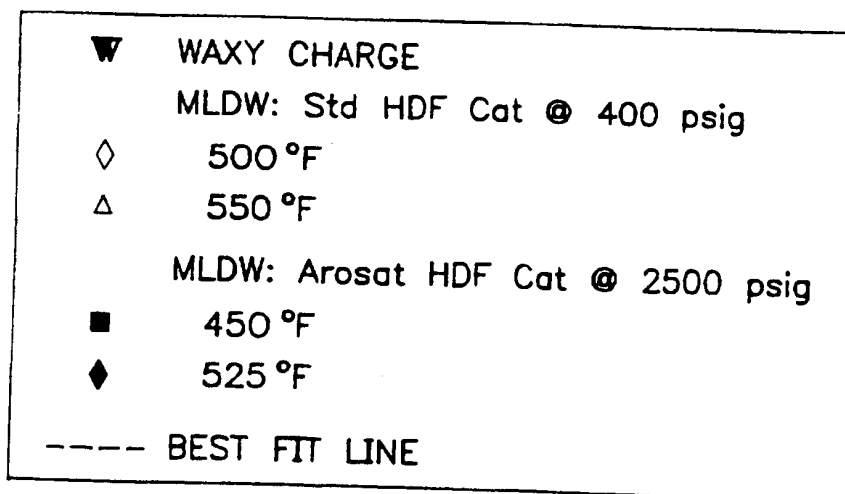 WAXY CHARGE
MLDW: Std HDF Cat @ 400 psig
500 °F
550 °F
MLDW: Arosat HDF Cat @ 2500 psig
450 °F
525 °F
BEST FIT LINE